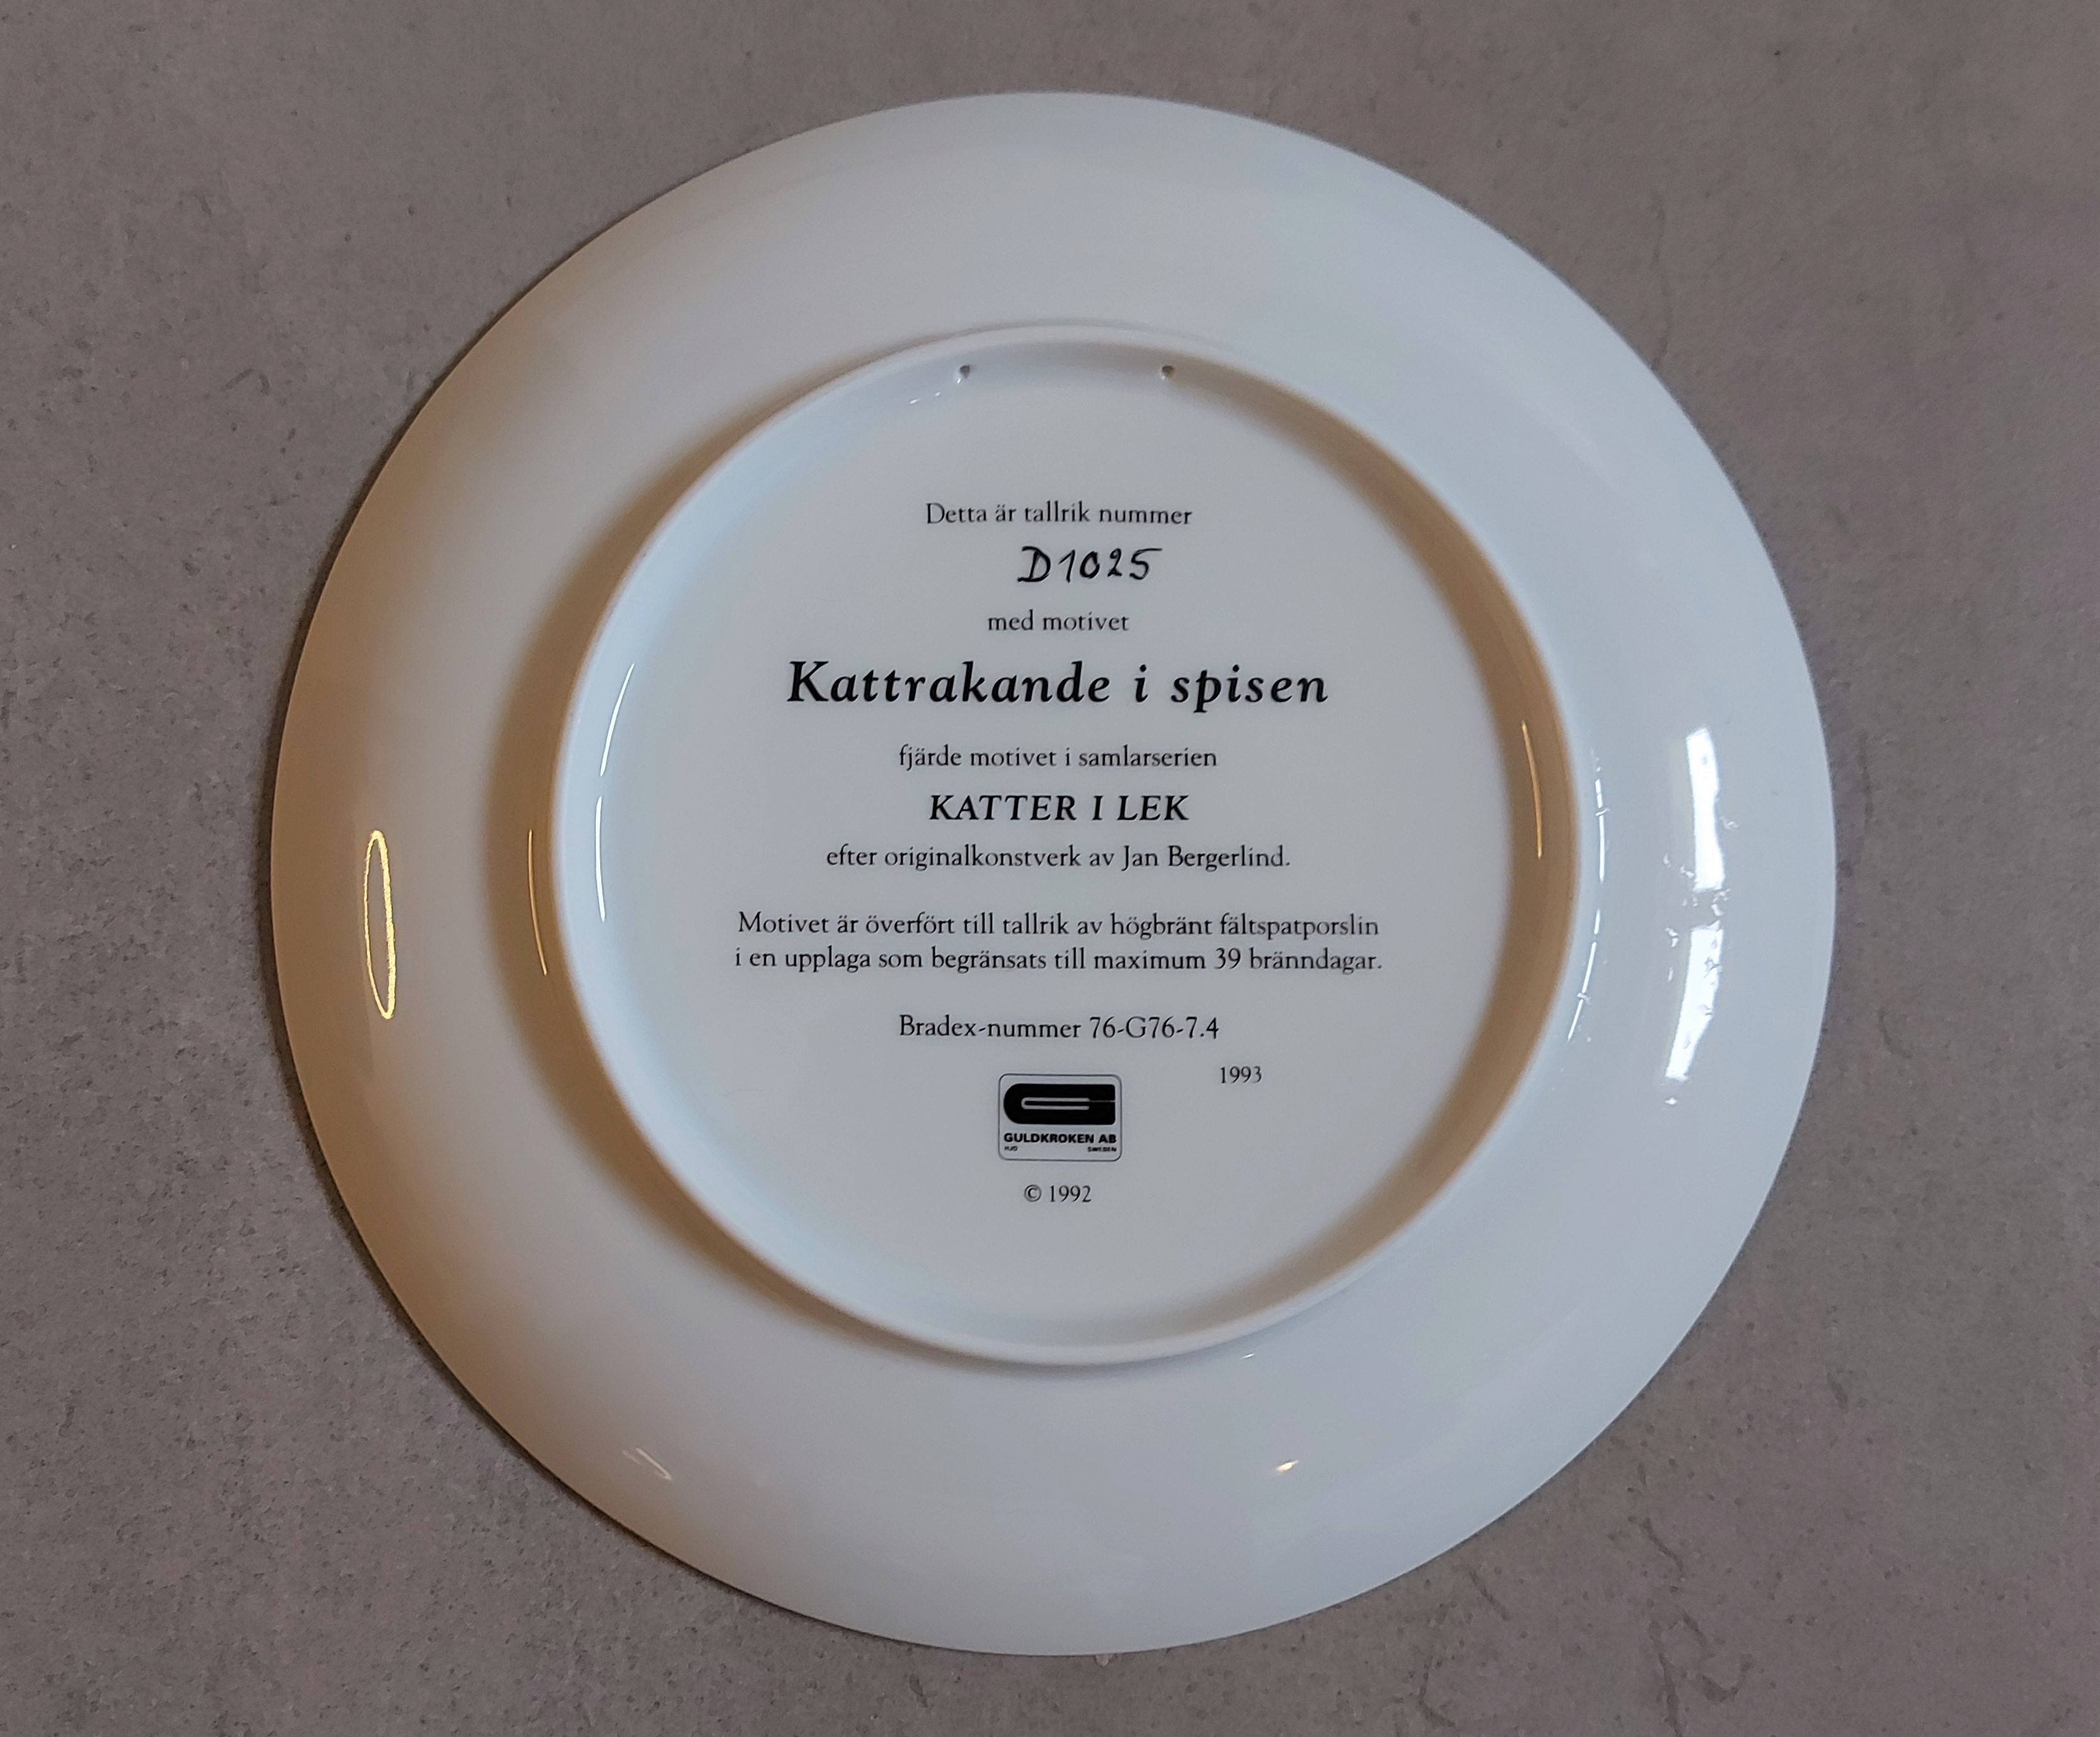 Detta är tallrik nummer
D1025
med motivet
Kattrakande i spisen
fjärde motivet i samlarserien
KATTER I LEK
efter originalkonstverk av Jan Bergerlind.
Motivet är överfört till tallrik av högbränt fältspatporslin
i en upplaga som begränsats till maximum 39 bränndagar.
Bradex-nummer 76-G76-7.4
1993
GULDKROKEN AB
HJO SWEDEN
© 1992